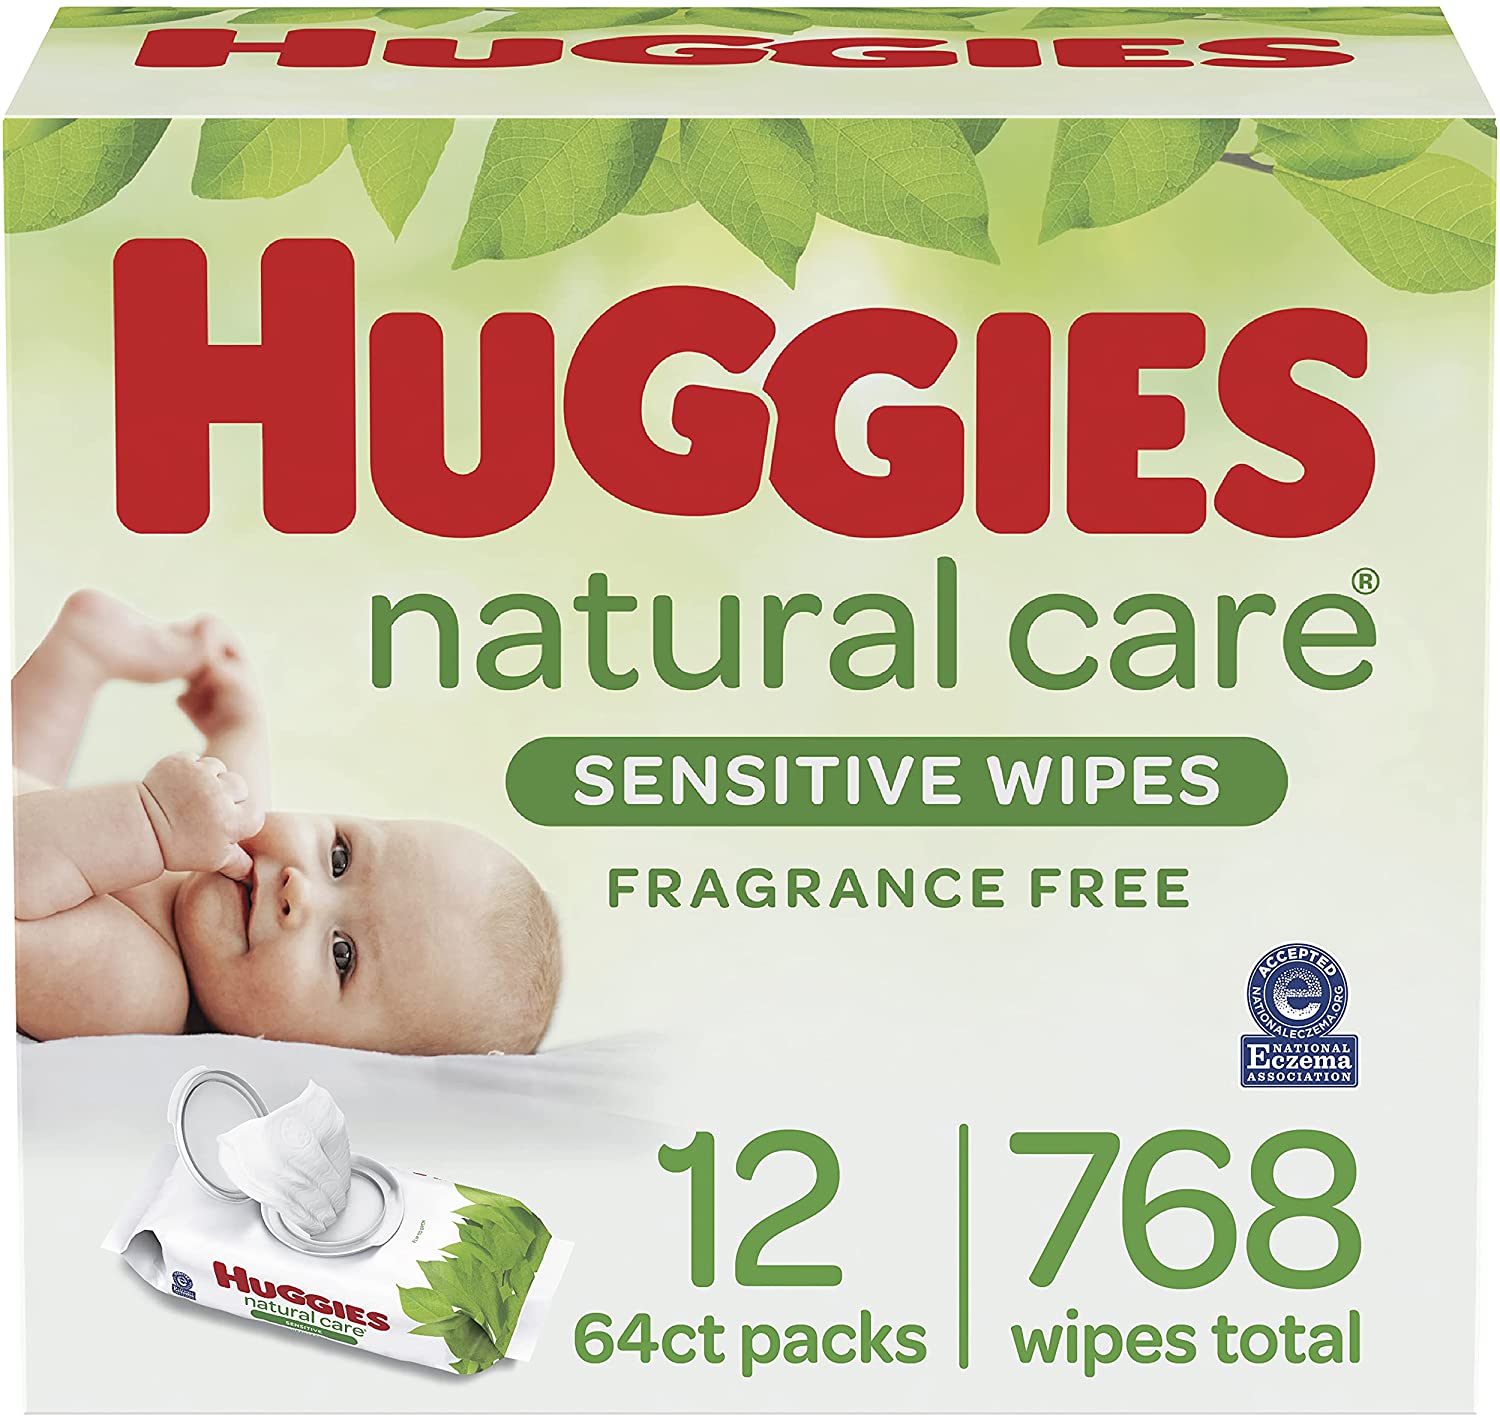 HUGGIES
HUGGIES
natural care®
SENSITIVE WIPES
FRAGRANCE FREE
ACCEPTED
NATIONALECZEMA.ORG
e
NATIONAL
Eczema
ASSOCIATION
12
64ct packs
768
wipes total
HUGGIES
natural care®
SENSITIVE